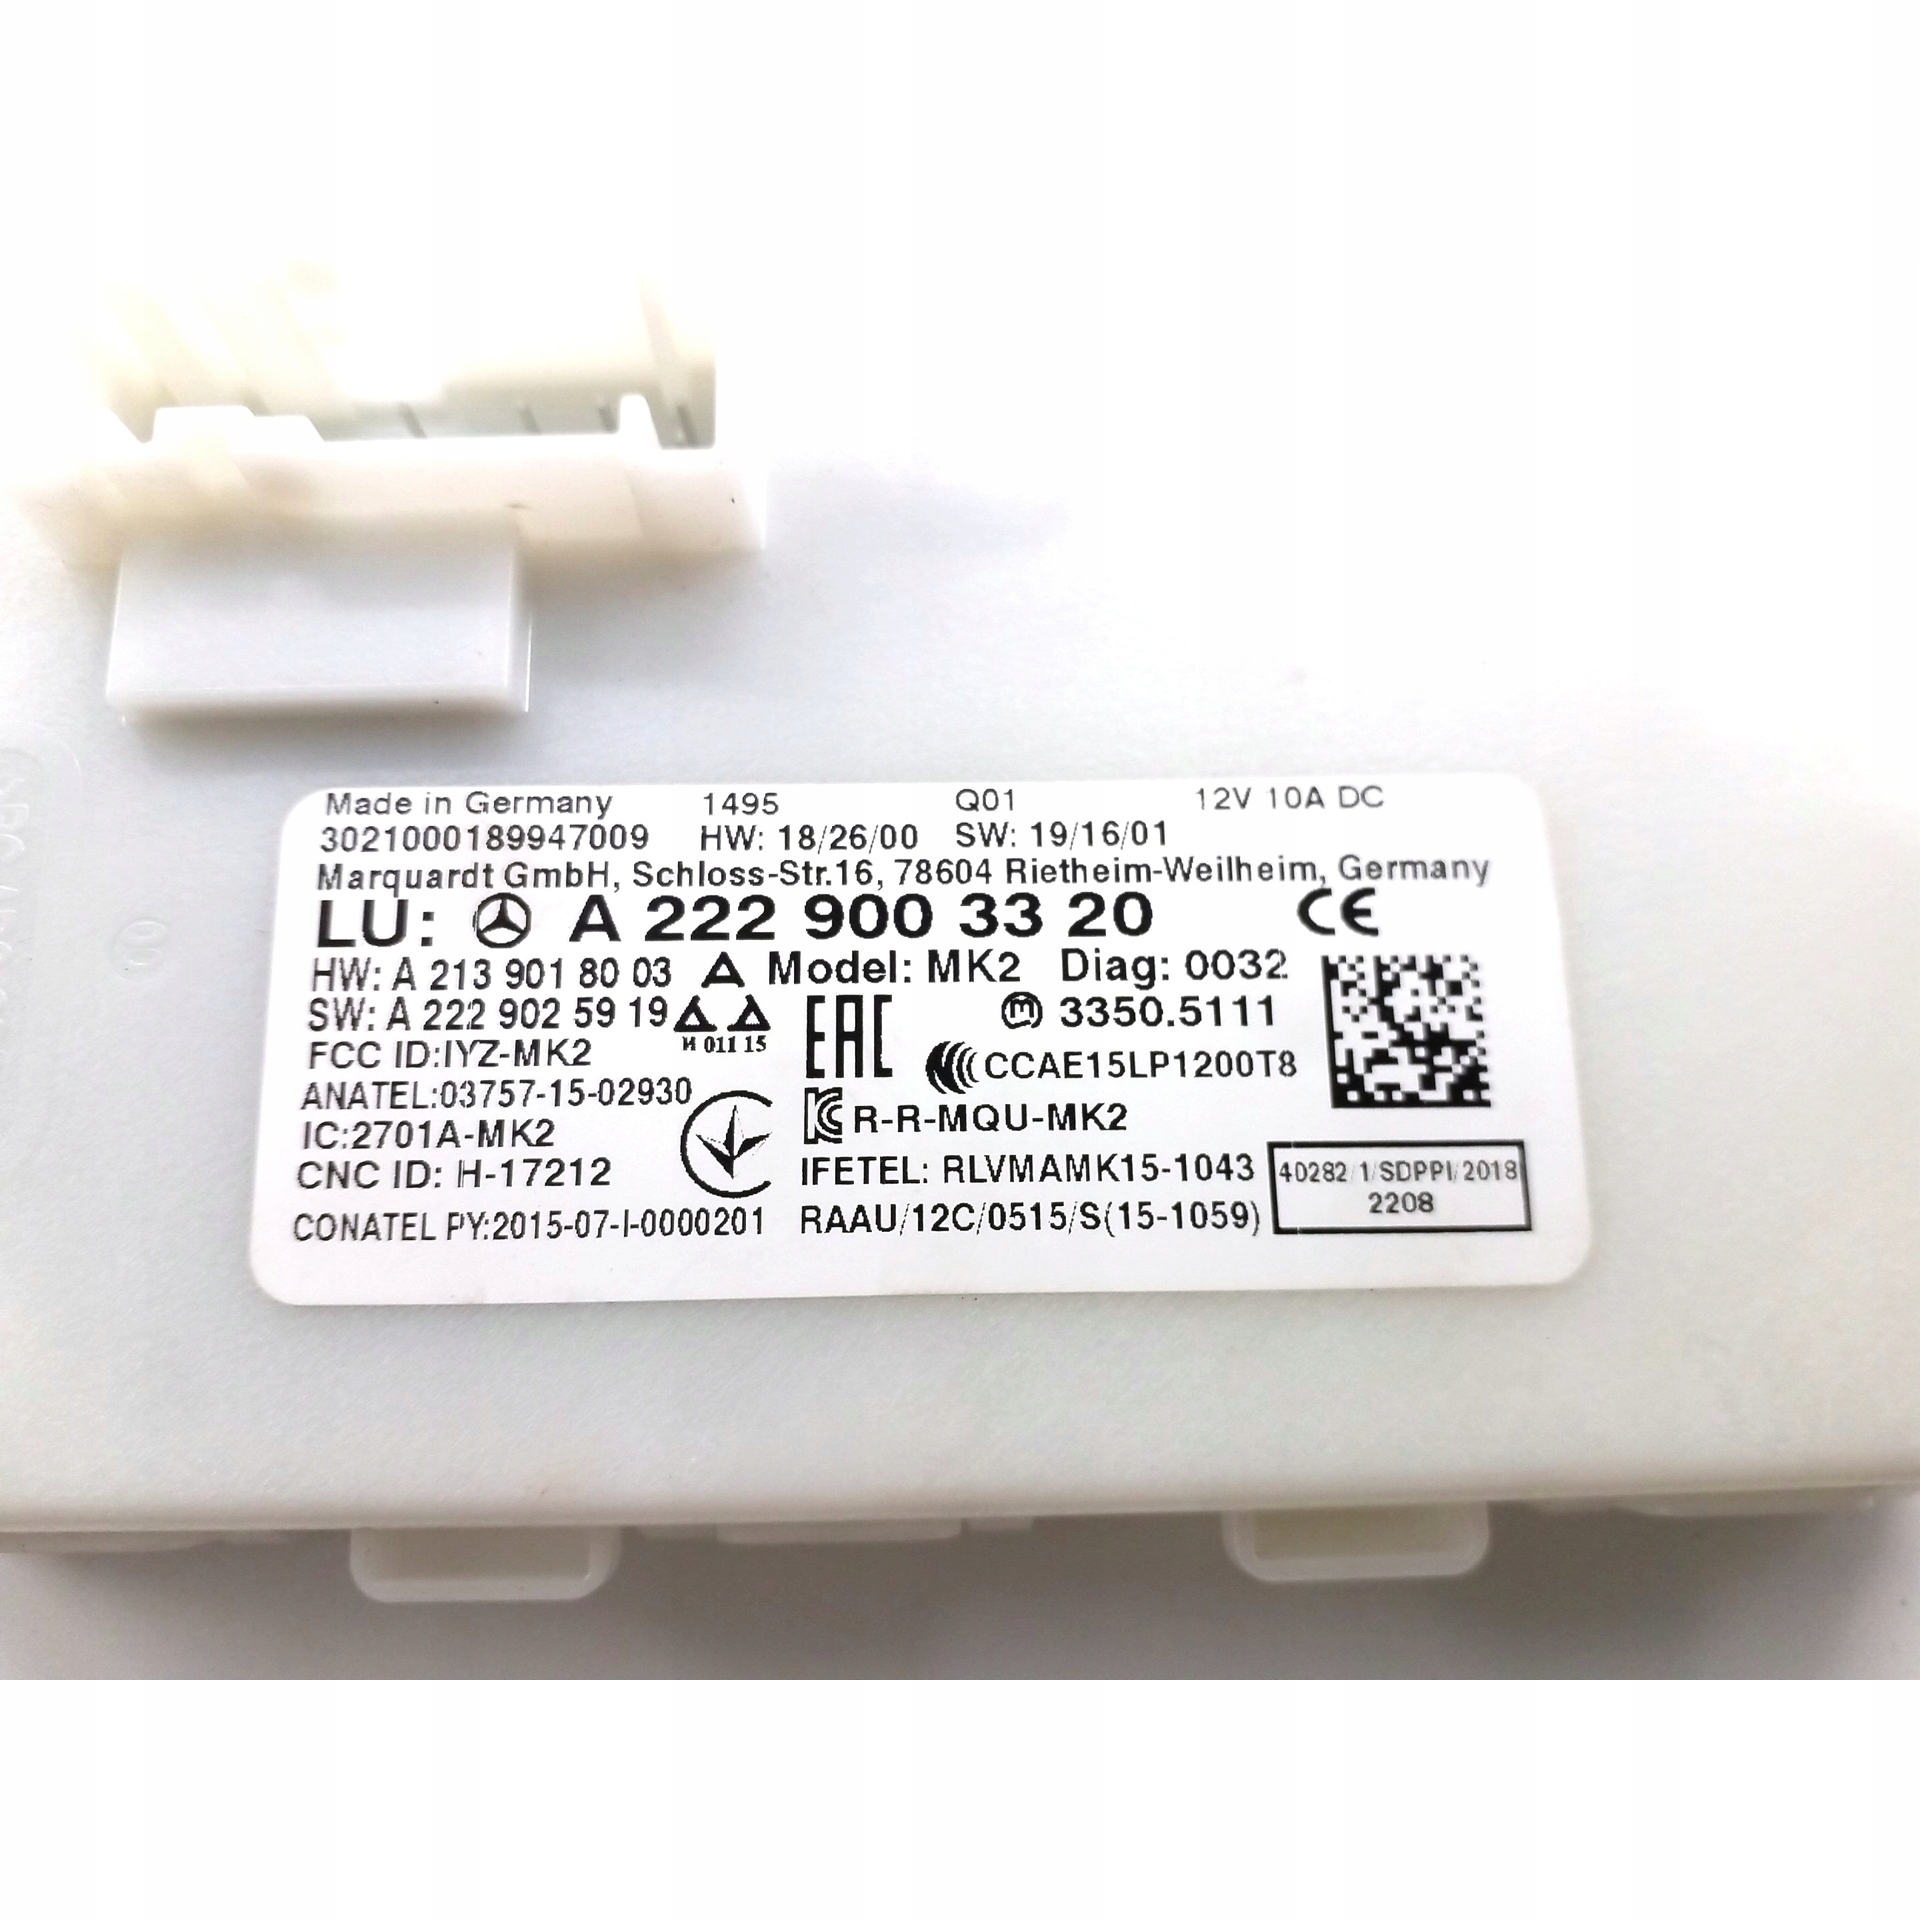 Made in Germany 1495 Q01 12V 10A DC
3021000189947009 HW: 18/26/00 SW: 19/16/01
Marquardt GmbH, Schloss-Str.16, 78604 Rietheim-Weilheim, Germany
LU: A 222 900 33 20 CE
HW: A 213 901 80 03 Model: MK2 Diag: 0032
SW: A 222 902 59 19 EAC m 3350.5111
И 011 15
FCC ID:IYZ-MK2 CCAE15LP1200T8
ANATEL:03757-15-02930
IC:2701A-MK2 R-R-MQU-MK2
CNC ID: H-17212 IFETEL: RLVMAMK15-1043 40282/1/SDPPI/2018
2208
CONATEL PY:2015-07-I-0000201 RAAU/12C/0515/S(15-1059)